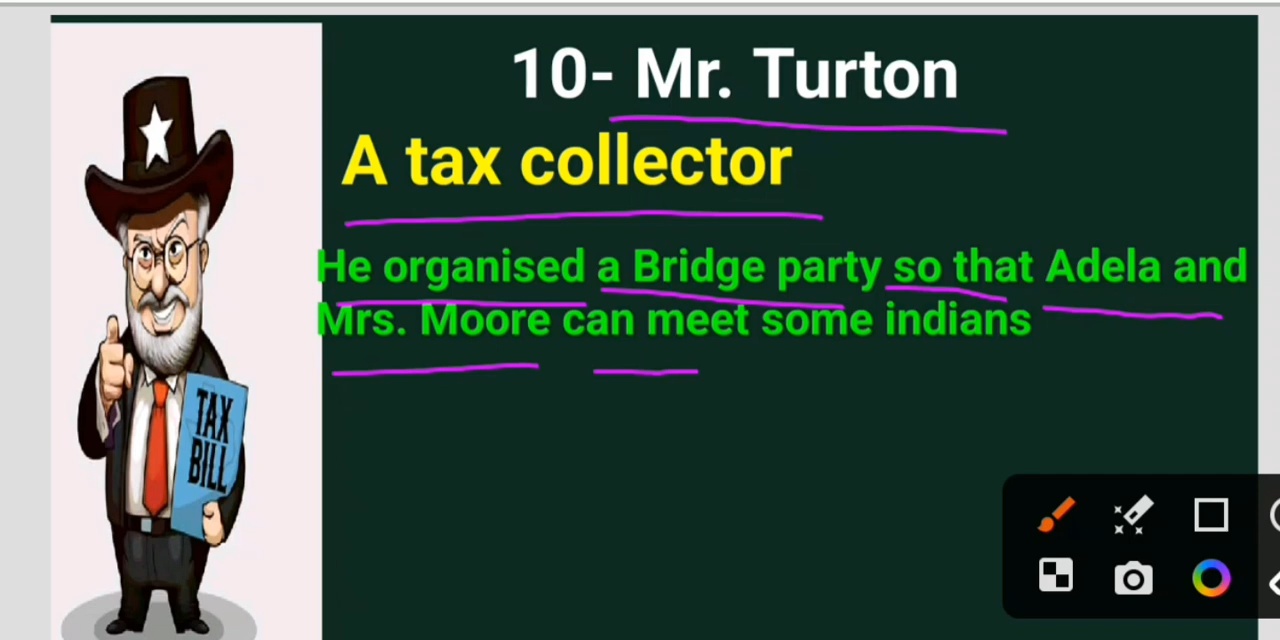 10- Mr. Turton
A tax collector
He organised a Bridge party so that Adela and
Mrs. Moore can meet some indians
TAX
BILL